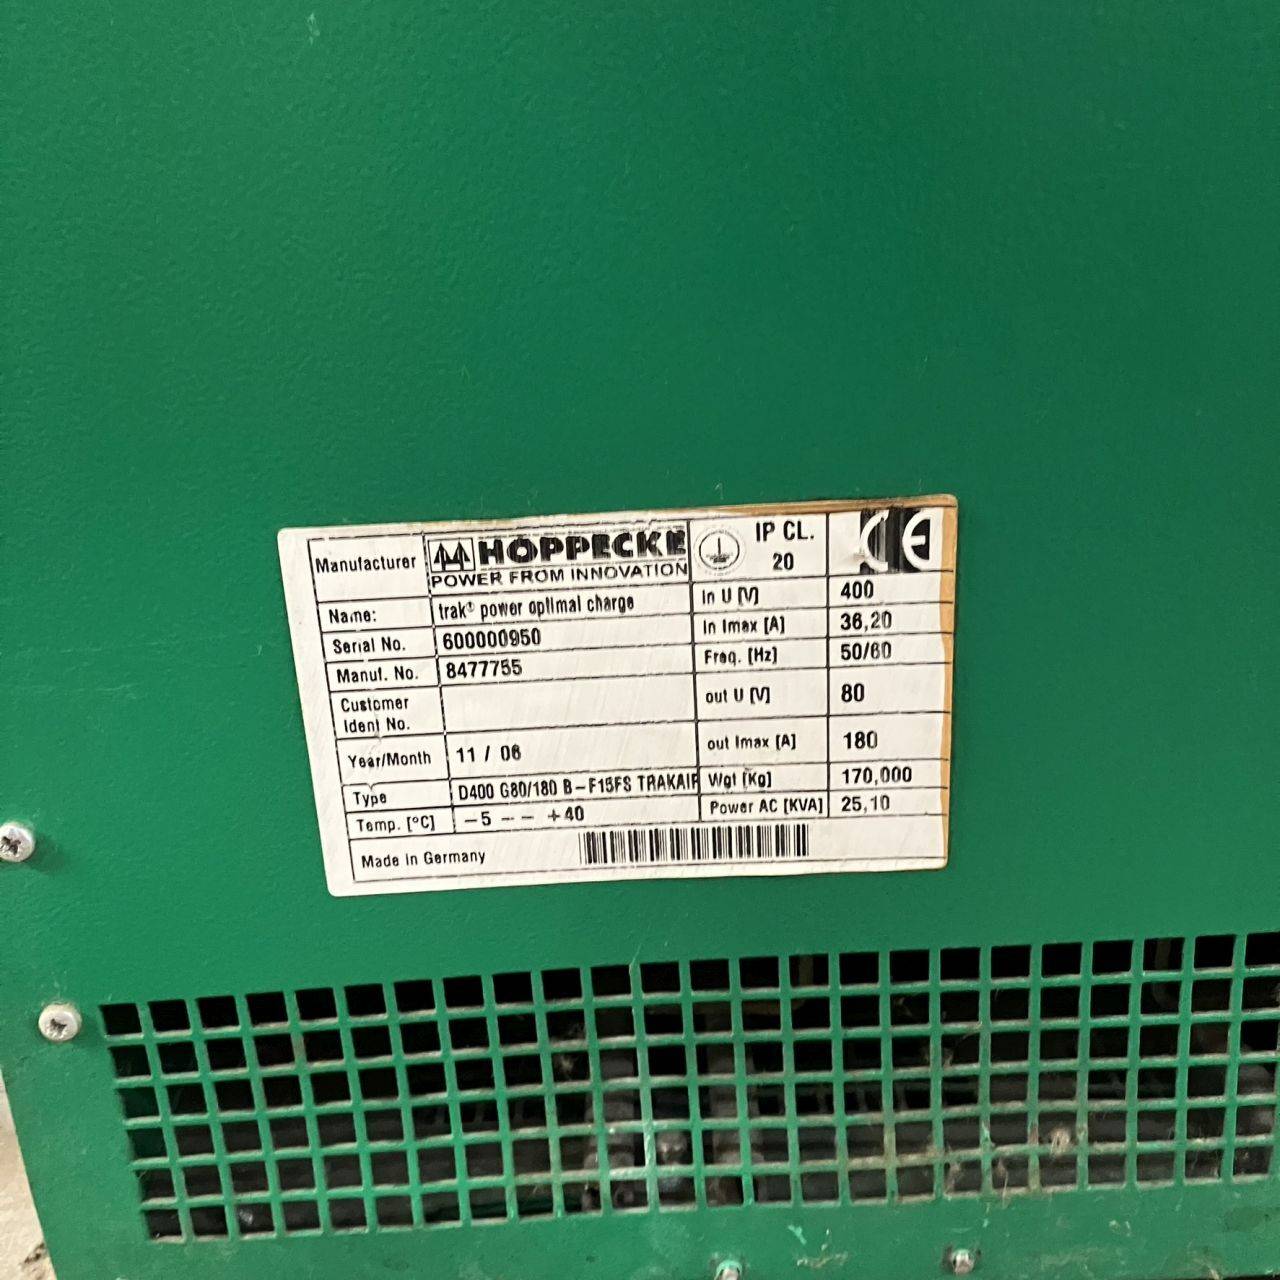 Manufacturer HOPPECKE IP CL. CE
POWER FROM INNOVATION 20
Name: trak® power optimal charge In U [V] 400
Serial No. 600000950 In Imax [A] 36,20
Manuf. No. 8477755 Freq. [Hz] 50/60
Customer Ident No. out U [V] 80
Year/Month 11 / 06 out Imax [A] 180
Type D400 G80/180 B-F15FS TRAKAIR Wgt [Kg] 170,000
Temp. [°C] -5 -- +40 Power AC [KVA] 25,10
Made in Germany